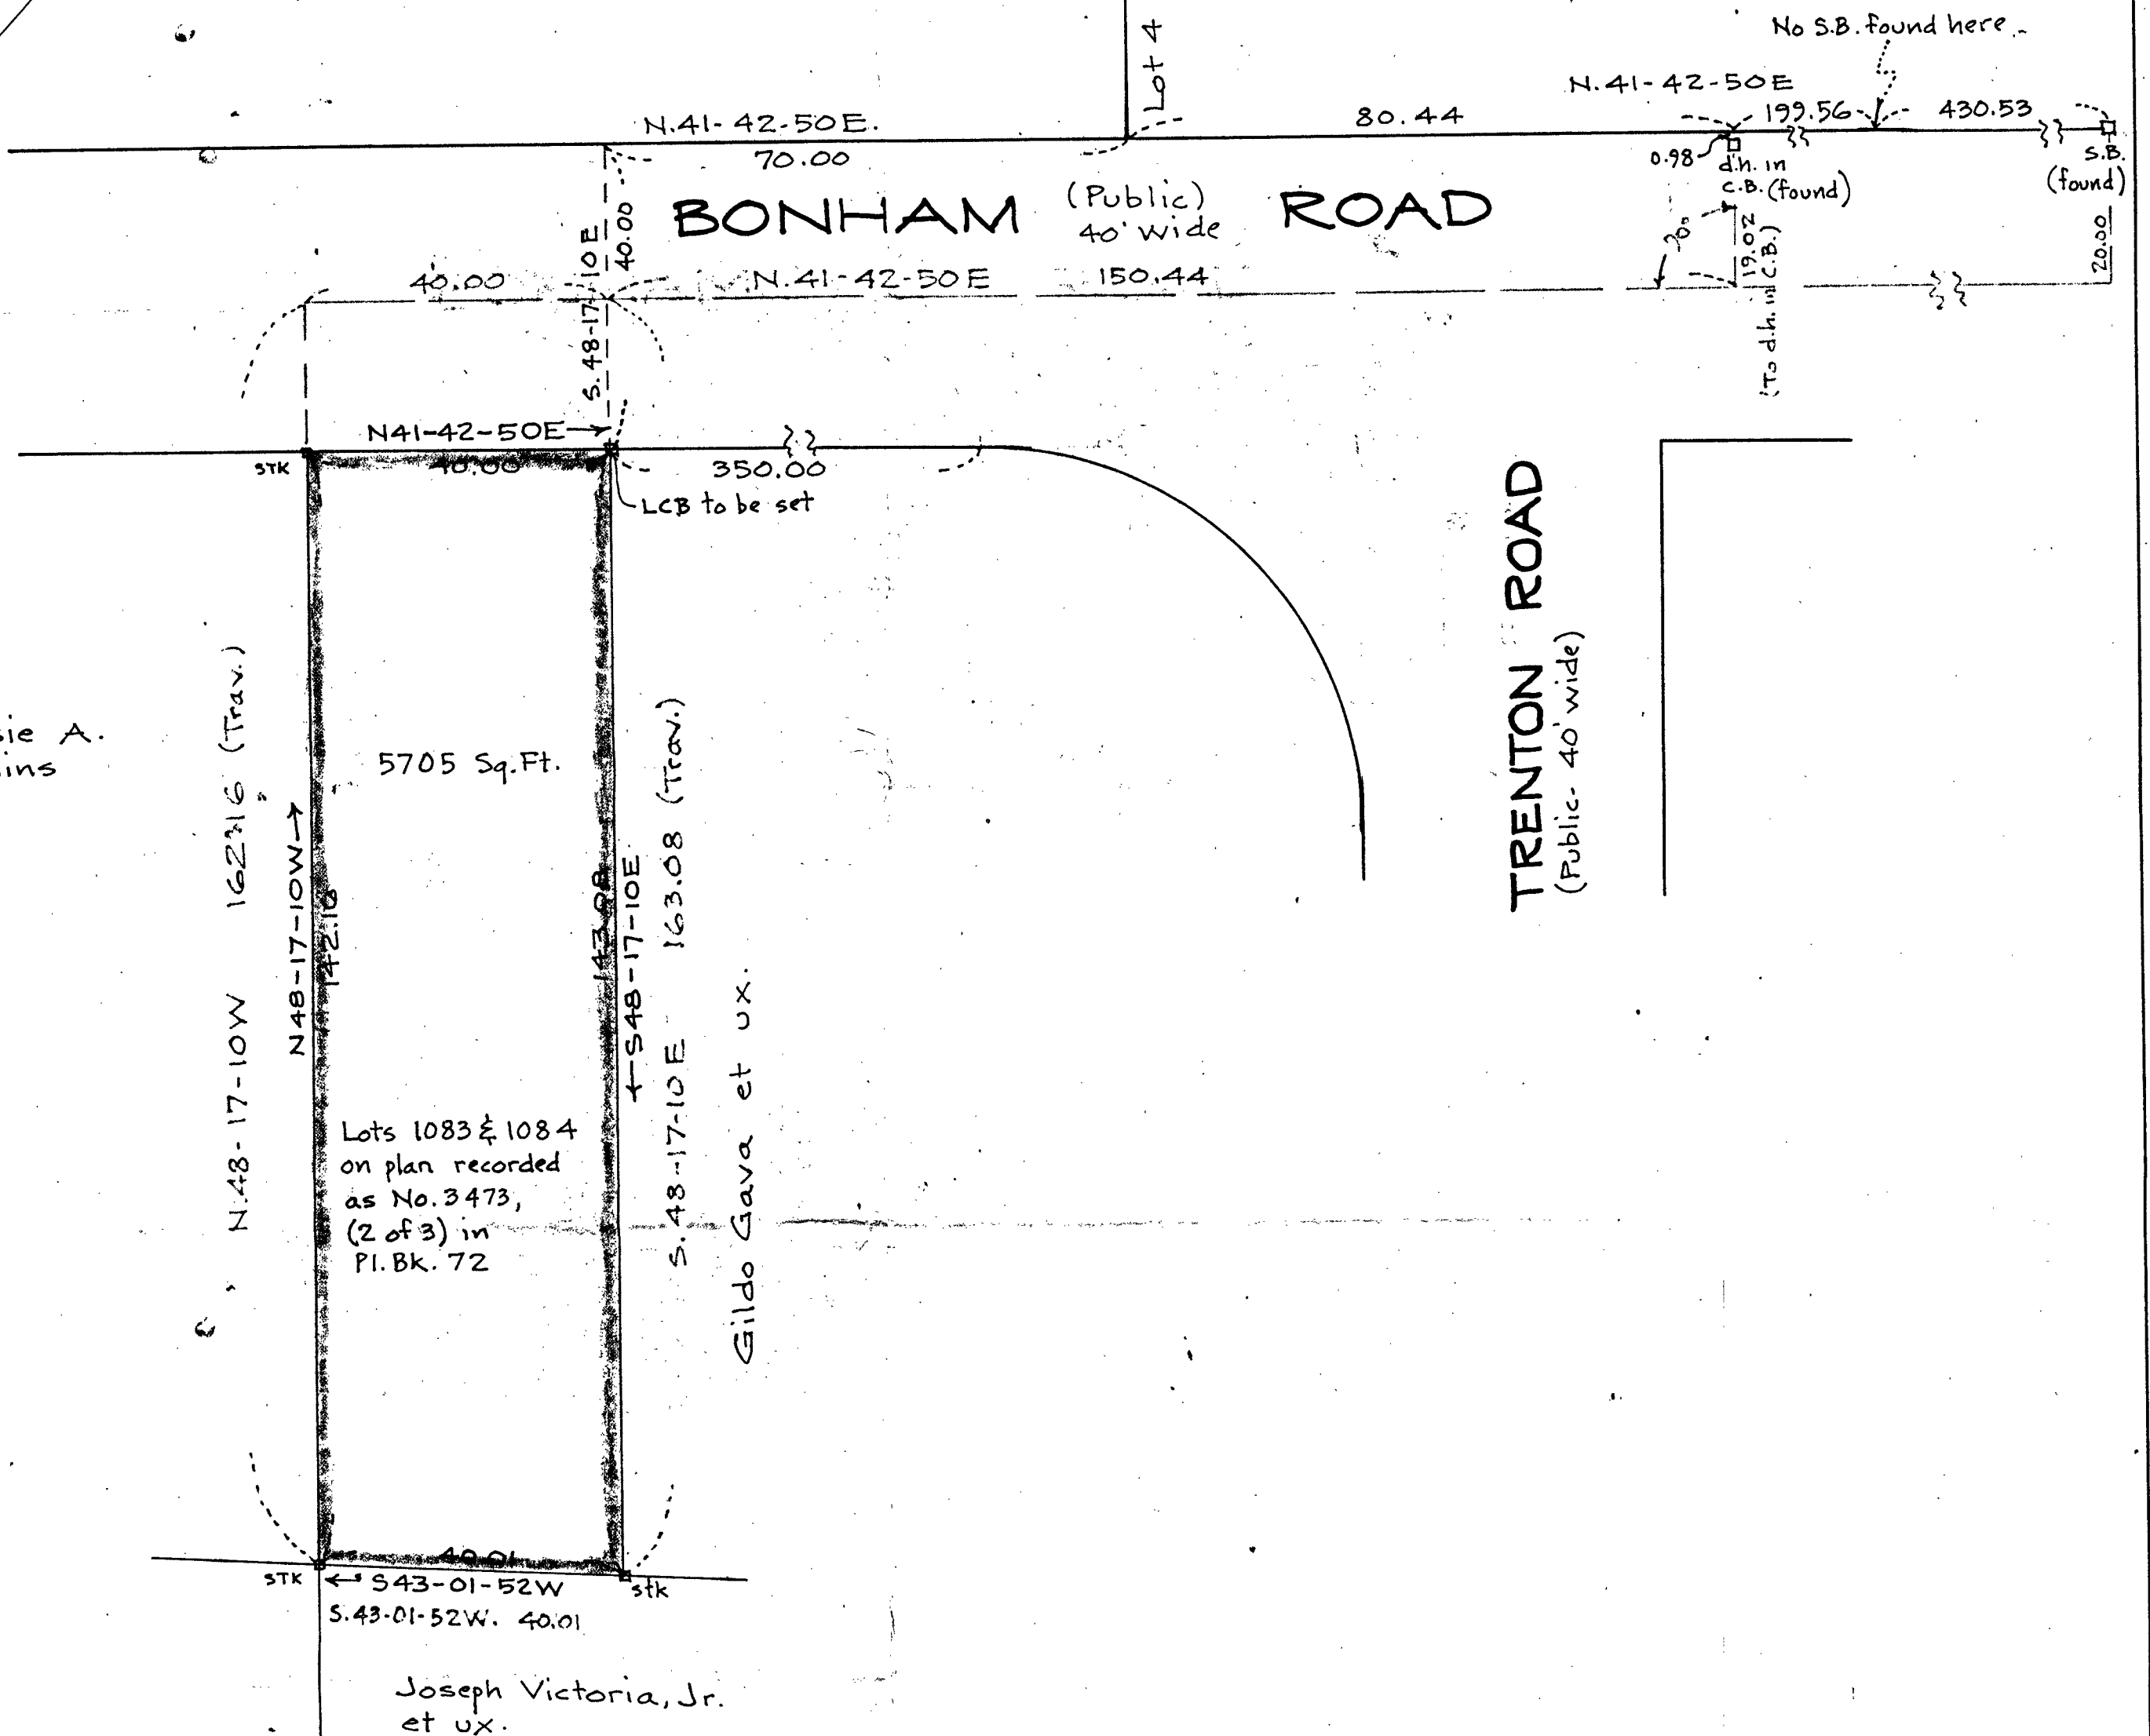 No S.B. found here
Lot 4
N.41-42-50E
N.41-42-50E.
80.44
199.56
430.53
70.00
0.98
d.h. in
C.B. (found)
S.B.
(found)
BONHAM ROAD
(Public)
40' wide
S.48-17-10E
40.00
19.02
(To d.h. in C.B.)
20.00
40.00
N.41-42-50E
150.44
N41-42-50E
STK
40.00
350.00
LCB to be set
TRENTON ROAD
(Public- 40' wide)
sie A.
ins
5705 Sq.Ft.
N.48-17-10W
(Trav.)
N48-17-10W
142.18
143.08
S48-17-10E
S.48-17-10E 163.08 (Trav.)
Gildo Gava et ux.
Lots 1083 & 1084
on plan recorded
as No. 3473,
(2 of 3) in
Pl. Bk. 72
40.01
STK
S43-01-52W
stk
S.43-01-52W. 40.01
Joseph Victoria, Jr.
et ux.